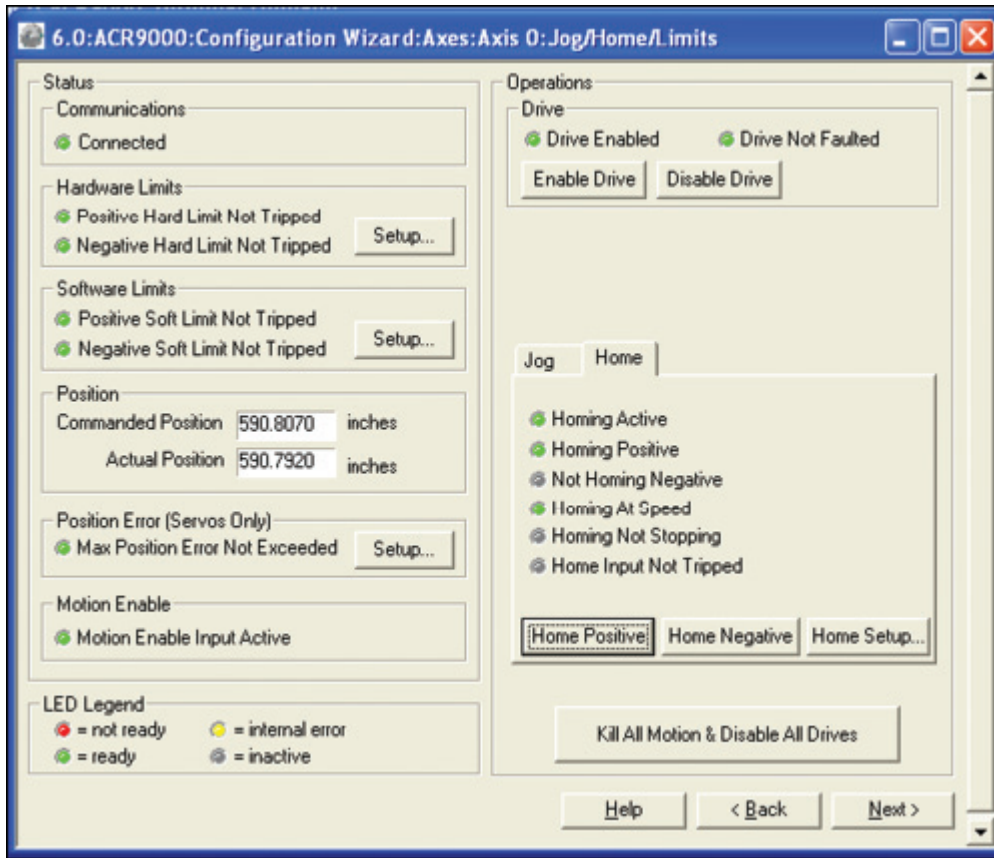 6.0:ACR9000:Configuration Wizard:Axes:Axis 0:Jog/Home/Limits
Status
Communications
Connected
Hardware Limits
Positive Hard Limit Not Tripped
Negative Hard Limit Not Tripped
Setup...
Software Limits
Positive Soft Limit Not Tripped
Negative Soft Limit Not Tripped
Setup...
Position
Commanded Position 590.8070 inches
Actual Position 590.7920 inches
Position Error (Servos Only)
Max Position Error Not Exceeded
Setup...
Motion Enable
Motion Enable Input Active
LED Legend
= not ready = internal error
= ready = inactive
Operations
Drive
Drive Enabled Drive Not Faulted
Enable Drive Disable Drive
Jog Home
Homing Active
Homing Positive
Not Homing Negative
Homing At Speed
Homing Not Stopping
Home Input Not Tripped
Home Positive Home Negative Home Setup...
Kill All Motion & Disable All Drives
Help < Back Next >